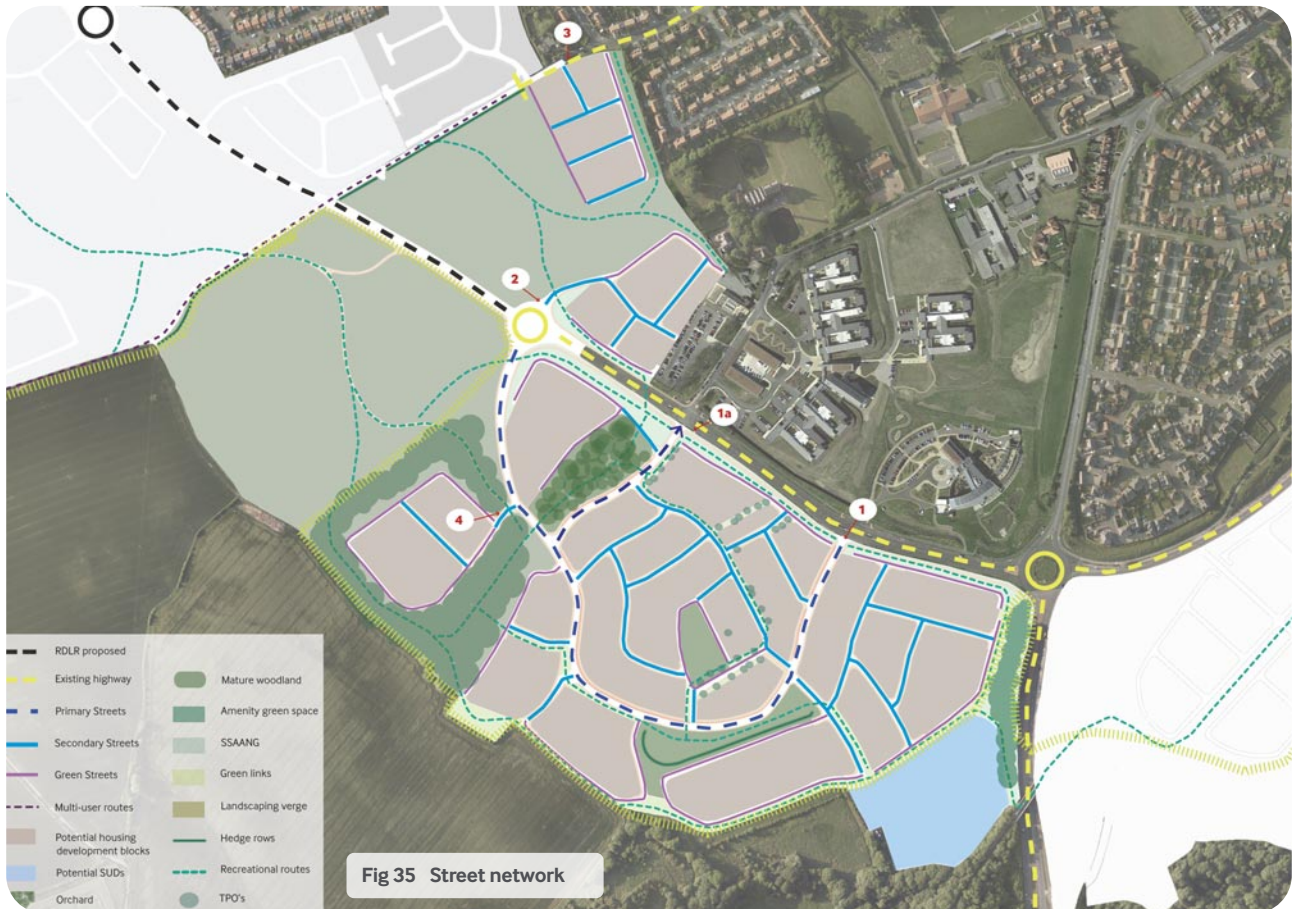 3
2
1a
4
1
RDLR proposed
Existing highway
Primary Streets
Secondary Streets
Green Streets
Multi-user routes
Potential housing
development blocks
Potential SUDs
Orchard
Mature woodland
Amenity green space
SSAANG
Green links
Landscaping verge
Hedge rows
Recreational routes
TPO's
Fig 35 Street network